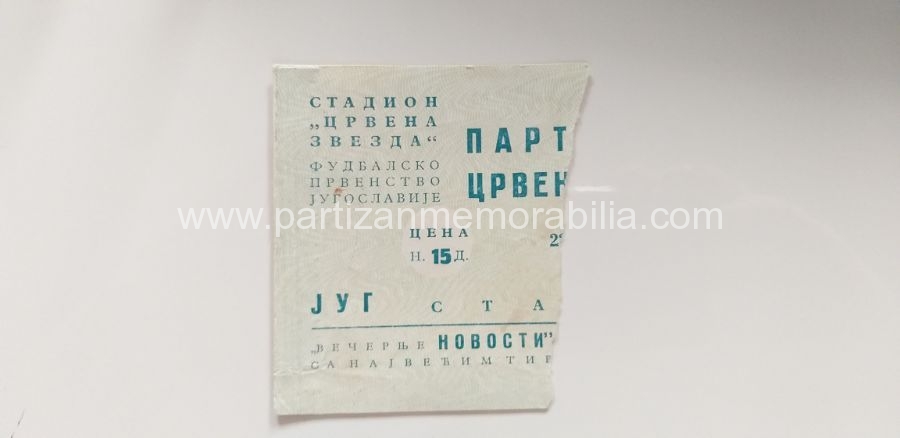 СТАДИОН
„ЦРВЕНА
ЗВЕЗДА“
ФУДБАЛСКО
ПРВЕНСТВО
ЈУГОСЛАВИЈЕ
ПАРТ
ЦРВЕН
www.partizanmemorabilia.com
ЦЕНА
Н. 15 Д.
ЈУГ СТА
„ВЕЧЕРЊЕ НОВОСТИ”
СА НАЈВЕЋИМ ТИР